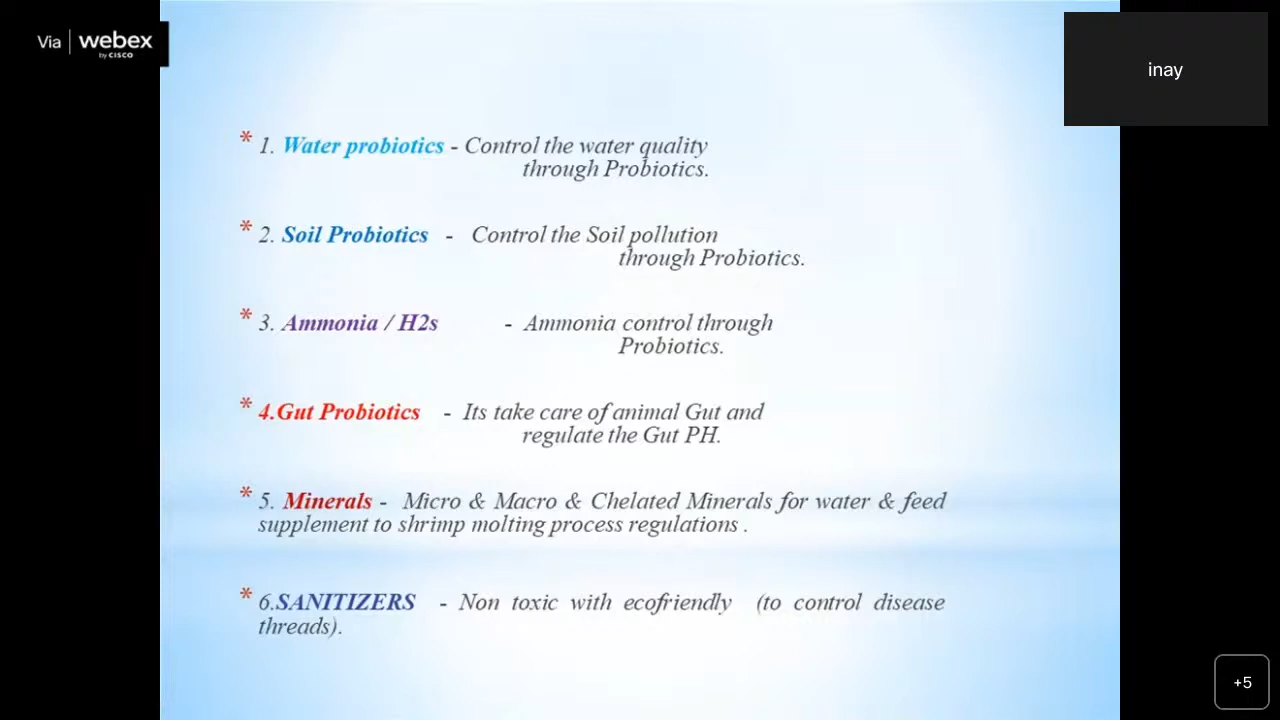 Via webex
by CISCO
inay
* 1. Water probiotics - Control the water quality
through Probiotics.
* 2. Soil Probiotics - Control the Soil pollution
through Probiotics.
* 3. Ammonia / H2s - Ammonia control through
Probiotics.
* 4.Gut Probiotics - Its take care of animal Gut and
regulate the Gut PH.
* 5. Minerals - Micro & Macro & Chelated Minerals for water & feed
supplement to shrimp molting process regulations .
* 6.SANITIZERS - Non toxic with ecofriendly (to control disease
threads).
+5